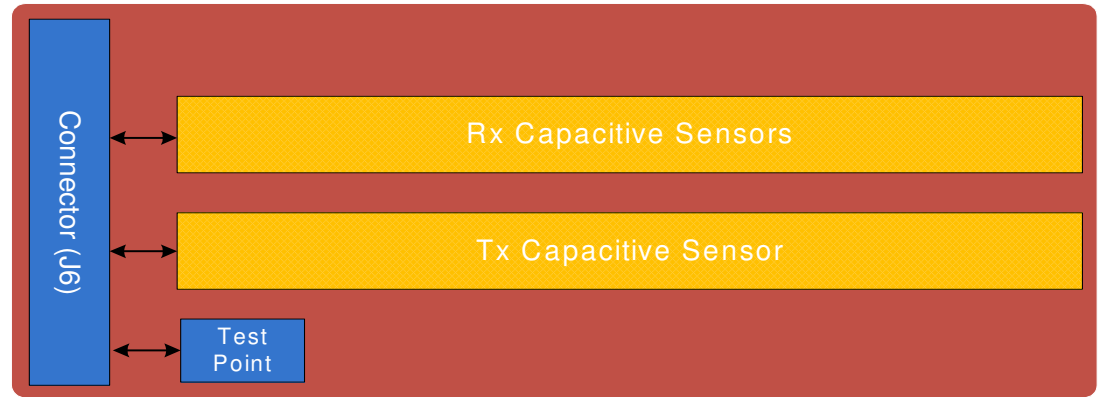 Connector (J6)
Rx Capacitive Sensors
Tx Capacitive Sensor
Test
Point